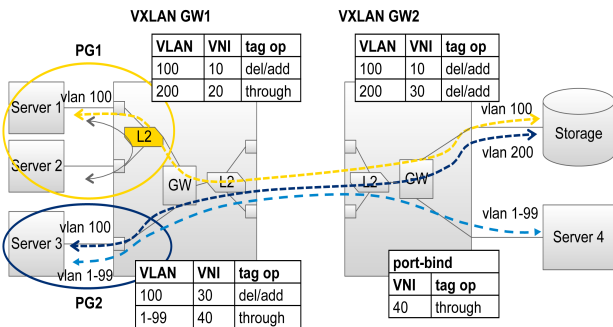 VXLAN GW1
VXLAN GW2
PG1
VLAN VNI tag op
100 10 del/add
200 20 through
VLAN VNI tag op
100 10 del/add
200 30 del/add
Server 1
vlan 100
L2
Server 2
GW
L2
L2
GW
vlan 100
Storage
vlan 200
Server 3
vlan 100
vlan 1-99
vlan 1-99
Server 4
PG2
VLAN VNI tag op
100 30 del/add
1-99 40 through
port-bind
VNI tag op
40 through